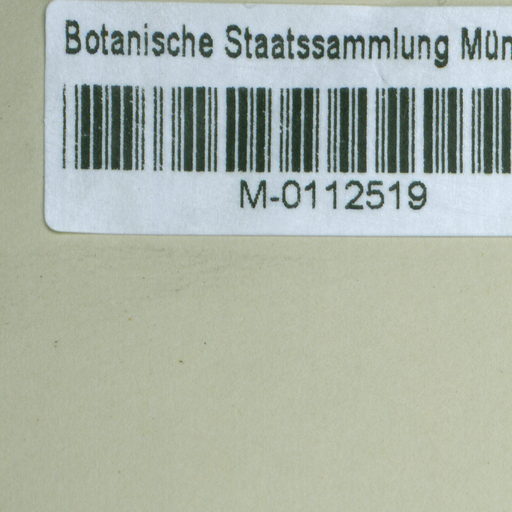 Botanische Staatssammlung Mün
M-0112519